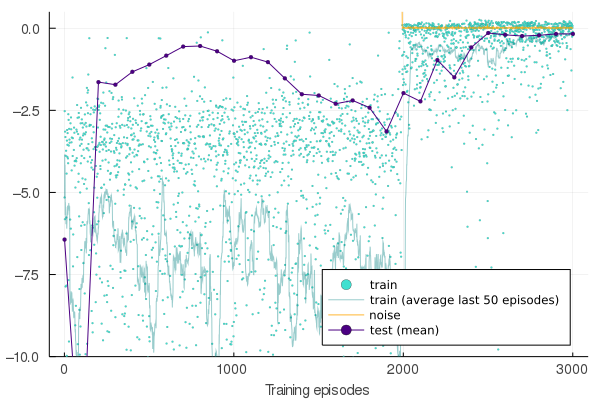 0.0
−2.5
−5.0
−7.5
−10.0
0
1000
2000
3000
Training episodes
train
train (average last 50 episodes)
noise
test (mean)